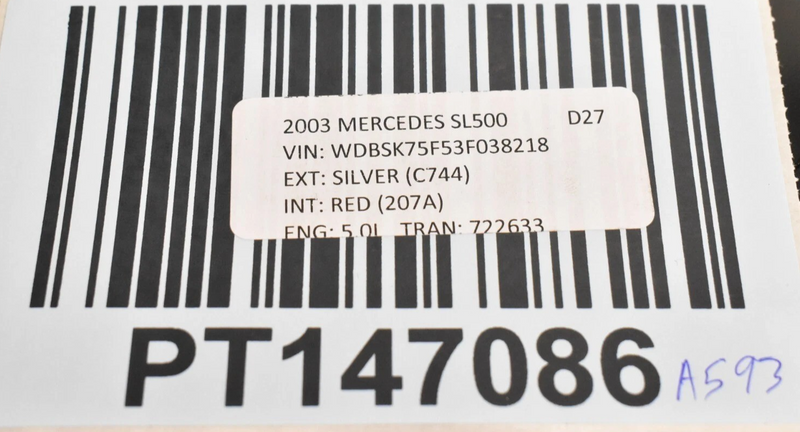 2003 MERCEDES SL500 D27
VIN: WDBSK75F53F038218
EXT: SILVER (C744)
INT: RED (207A)
ENG: 5.0L TRAN: 722633
PT147086 A593